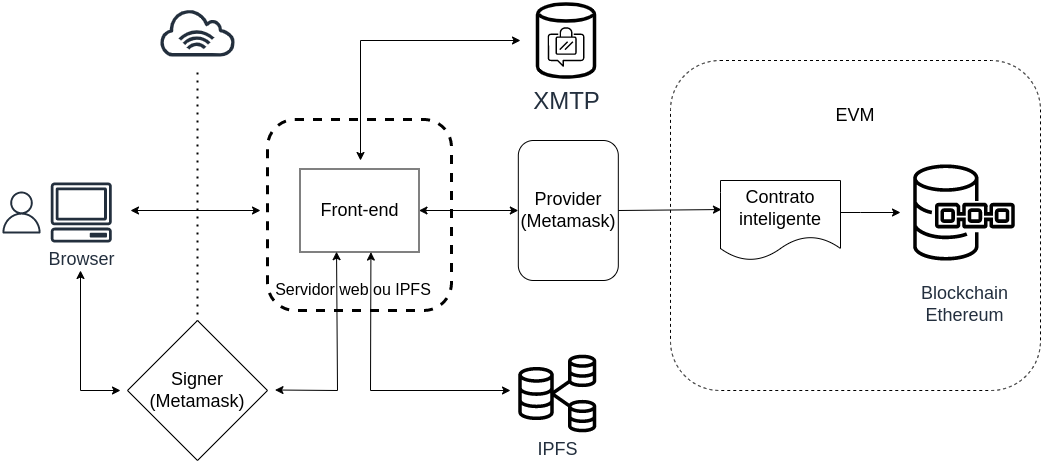 XMTP
EVM
Front-end
Provider
(Metamask)
Contrato
inteligente
Browser
Servidor web ou IPFS
Blockchain
Ethereum
Signer
(Metamask)
IPFS